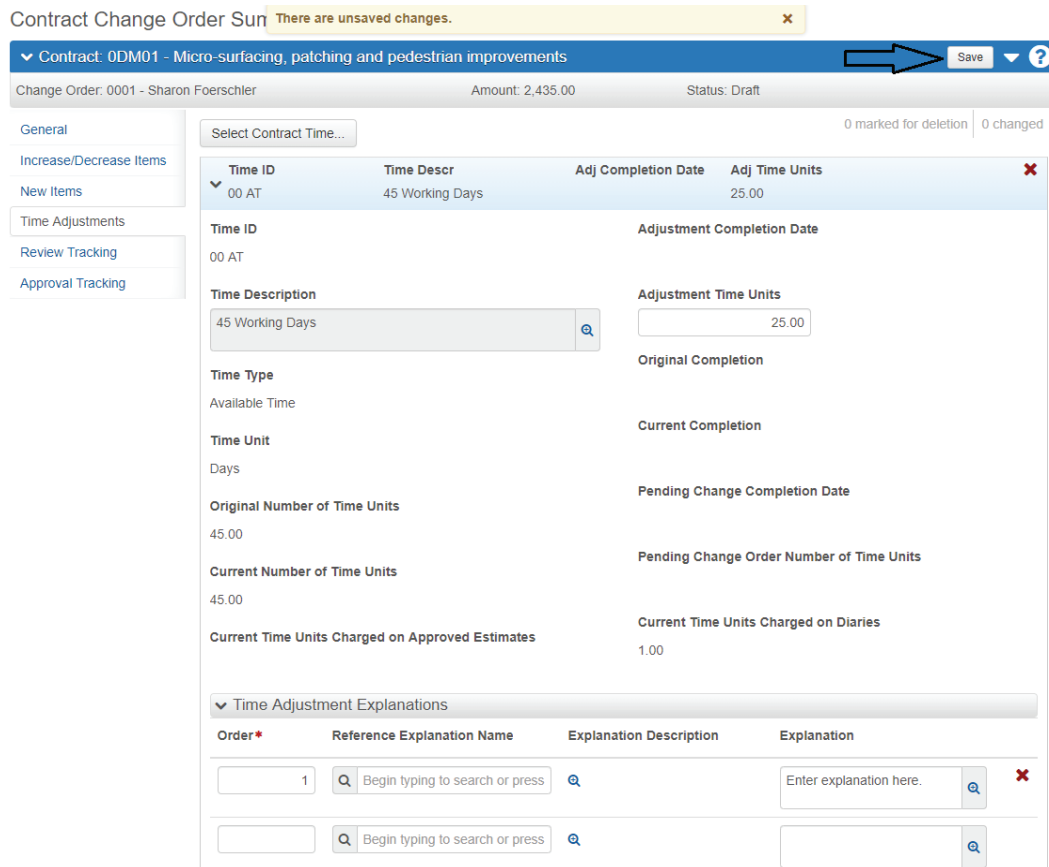 Contract Change Order Sum
There are unsaved changes.
Contract: 0DM01 - Micro-surfacing, patching and pedestrian improvements
Save
Change Order: 0001 - Sharon Foerschler Amount: 2,435.00 Status: Draft
General
Increase/Decrease Items
New Items
Time Adjustments
Review Tracking
Approval Tracking
Select Contract Time...
0 marked for deletion 0 changed
Time ID Time Descr Adj Completion Date Adj Time Units
00 AT 45 Working Days 25.00
Time ID
00 AT
Time Description
45 Working Days
Time Type
Available Time
Time Unit
Days
Original Number of Time Units
45.00
Current Number of Time Units
45.00
Current Time Units Charged on Approved Estimates
Adjustment Completion Date
Adjustment Time Units
25.00
Original Completion
Current Completion
Pending Change Completion Date
Pending Change Order Number of Time Units
Current Time Units Charged on Diaries
1.00
Time Adjustment Explanations
Order* Reference Explanation Name Explanation Description Explanation
1 Begin typing to search or press Enter explanation here.
Begin typing to search or press